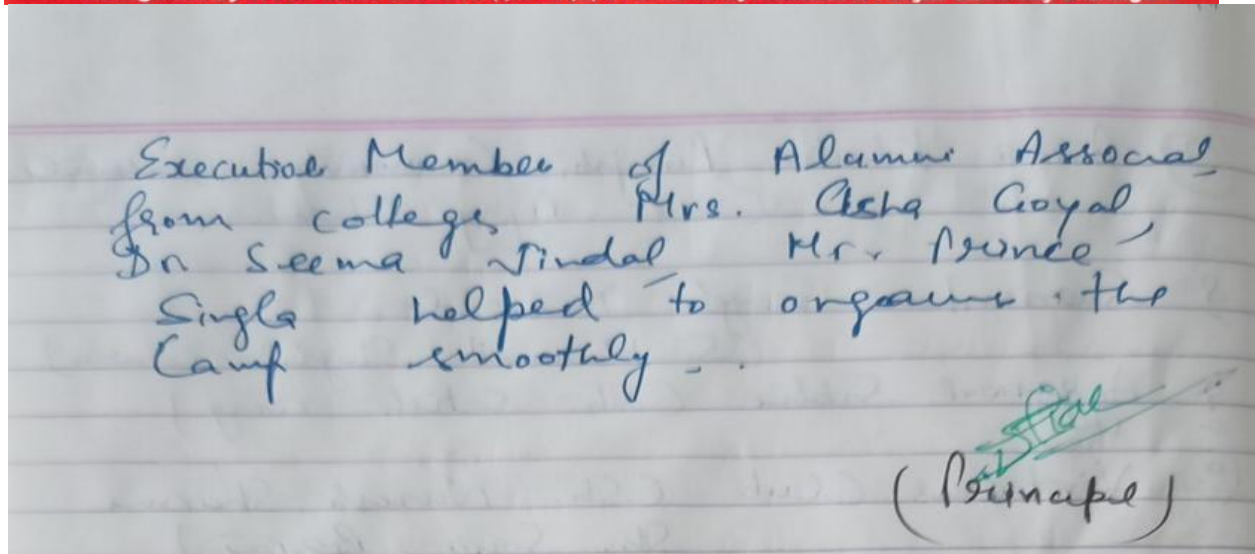 Executive Member of Alumni Associat
from college Mrs. Asha Goyal
Dr Seema Jindal Mr. Prince
Singla helped to organise the
Camp smoothly.
(Principal)